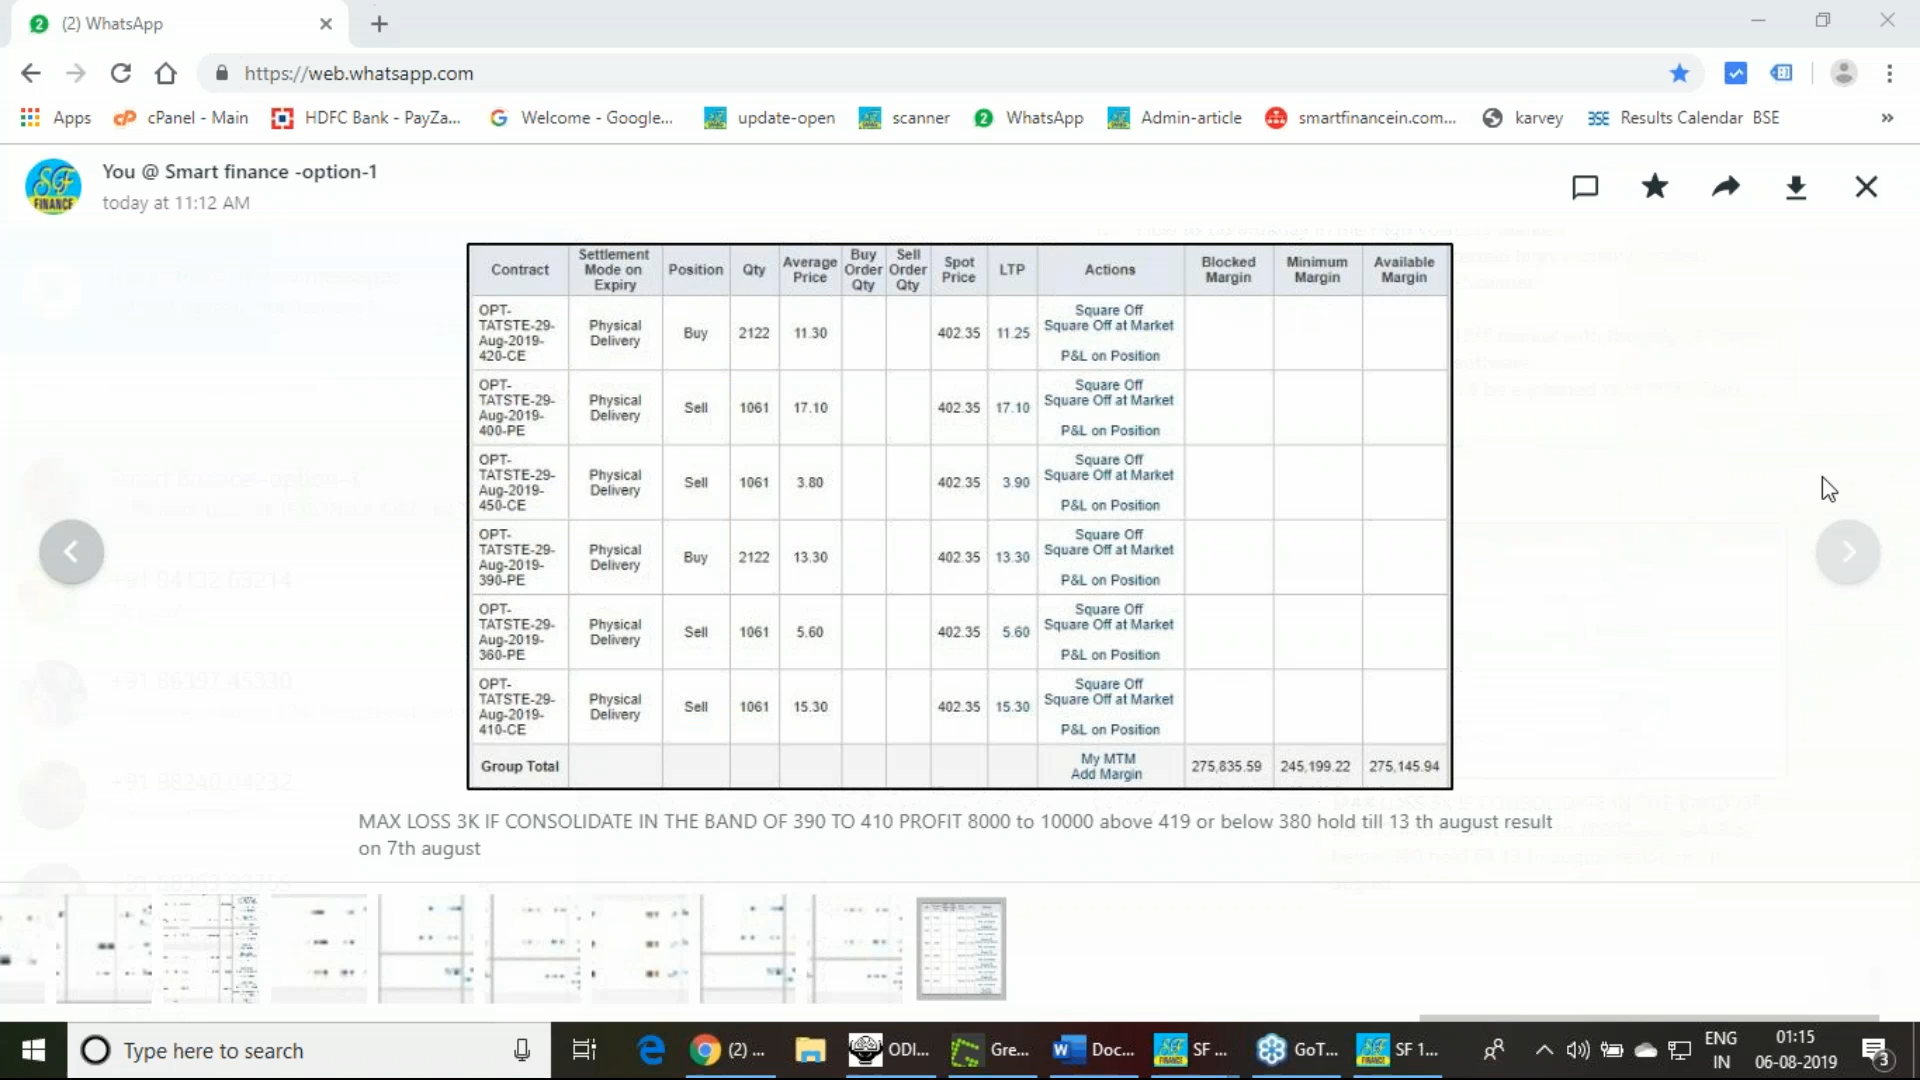 (2) WhatsApp
https://web.whatsapp.com
Apps cPanel - Main HDFC Bank - PayZa... Welcome - Google... update-open scanner WhatsApp Admin-article smartfinancein.com... karvey Results Calendar BSE »
You @ Smart finance -option-1
today at 11:12 AM
Contract Settlement Mode on Expiry Position Qty Average Price Buy Order Qty Sell Order Qty Spot Price LTP Actions Blocked Margin Minimum Margin Available Margin
OPT-TATSTE-29-Aug-2019-420-CE Physical Delivery Buy 2122 11.30 402.35 11.25 Square Off Square Off at Market P&L on Position
OPT-TATSTE-29-Aug-2019-400-PE Physical Delivery Sell 1061 17.10 402.35 17.10 Square Off Square Off at Market P&L on Position
OPT-TATSTE-29-Aug-2019-450-CE Physical Delivery Sell 1061 3.80 402.35 3.90 Square Off Square Off at Market P&L on Position
OPT-TATSTE-29-Aug-2019-390-PE Physical Delivery Buy 2122 13.30 402.35 13.30 Square Off Square Off at Market P&L on Position
OPT-TATSTE-29-Aug-2019-360-PE Physical Delivery Sell 1061 5.60 402.35 5.60 Square Off Square Off at Market P&L on Position
OPT-TATSTE-29-Aug-2019-410-CE Physical Delivery Sell 1061 15.30 402.35 15.30 Square Off Square Off at Market P&L on Position
Group Total My MTM Add Margin 275,835.59 245,199.22 275,145.94
MAX LOSS 3K IF CONSOLIDATE IN THE BAND OF 390 TO 410 PROFIT 8000 to 10000 above 419 or below 380 hold till 13 th august result
on 7th august
Type here to search (2) ... ODI... Gre... Doc... SF ... GoT... SF 1... ENG IN 01:15 06-08-2019 3